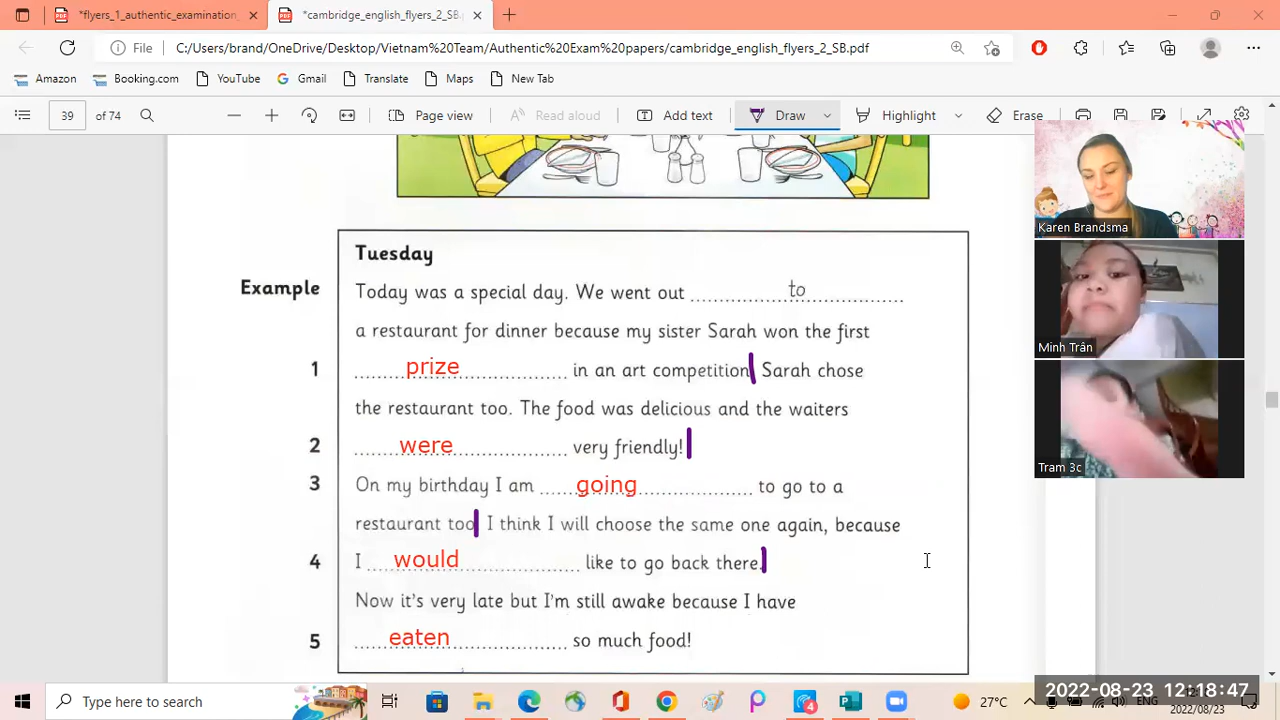 *flyers_1_authentic_examination
*cambridge_english_flyers_2_SB.
File C:/Users/brand/OneDrive/Desktop/Vietnam%20Team/Authentic%20Exam%20papers/cambridge_english_flyers_2_SB.pdf
Amazon Booking.com YouTube Gmail Translate Maps New Tab
39 of 74 Page view Read aloud Add text Draw Highlight Erase
Karen Brandsma
Minh Trân
Tram 3c
Tuesday
Example Today was a special day. We went out to
a restaurant for dinner because my sister Sarah won the first
1 prize in an art competition. Sarah chose
the restaurant too. The food was delicious and the waiters
2 were very friendly!
3 On my birthday I am going to go to a
restaurant too. I think I will choose the same one again, because
4 I would like to go back there.
Now it's very late but I'm still awake because I have
5 eaten so much food!
Type here to search
27°C
ENG
2022-08-23 12:18:47
2022/08/23